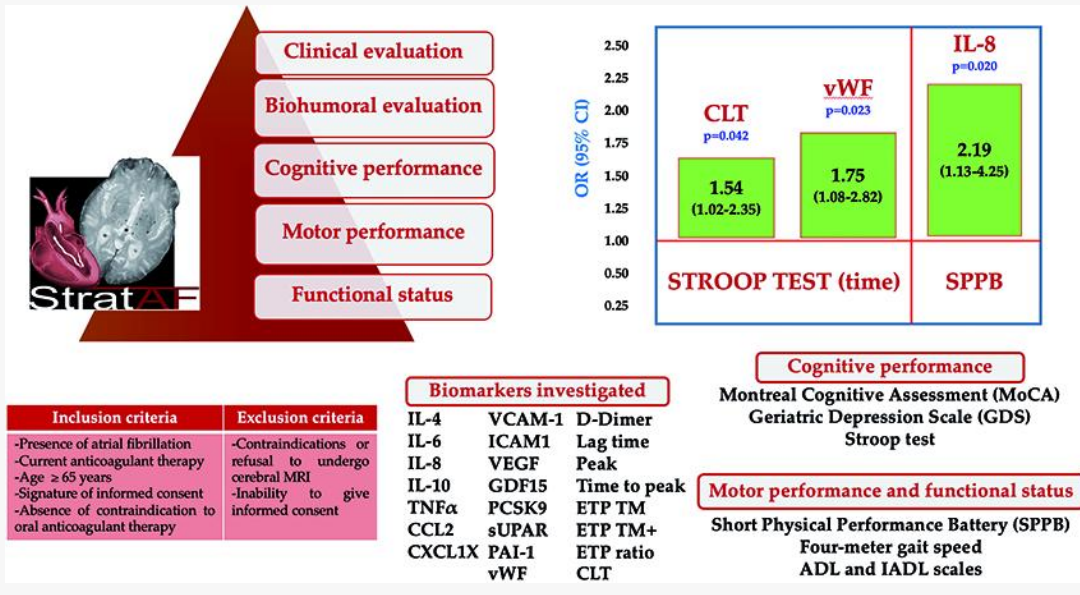 Clinical evaluation
Biohumoral evaluation
Cognitive performance
Motor performance
Functional status
StratAF
OR (95% CI)
2.50
2.25
2.00
1.75
1.50
1.25
1.00
0.50
0.25
CLT
p=0.042
1.54
(1.02-2.35)
vWF
p=0.023
1.75
(1.08-2.82)
IL-8
p=0.020
2.19
(1.13-4.25)
STROOP TEST (time)
SPPB
Inclusion criteria
-Presence of atrial fibrillation
-Current anticoagulant therapy
-Age ≥ 65 years
-Signature of informed consent
-Absence of contraindication to
oral anticoagulant therapy
Exclusion criteria
-Contraindications or
refusal to undergo
cerebral MRI
-Inability to give
informed consent
Biomarkers investigated
IL-4 VCAM-1 D-Dimer
IL-6 ICAM1 Lag time
IL-8 VEGF Peak
IL-10 GDF15 Time to peak
TNFα PCSK9 ETP TM
CCL2 sUPAR ETP TM+
CXCL1X PAI-1 ETP ratio
vWF CLT
Cognitive performance
Montreal Cognitive Assessment (MoCA)
Geriatric Depression Scale (GDS)
Stroop test
Motor performance and functional status
Short Physical Performance Battery (SPPB)
Four-meter gait speed
ADL and IADL scales